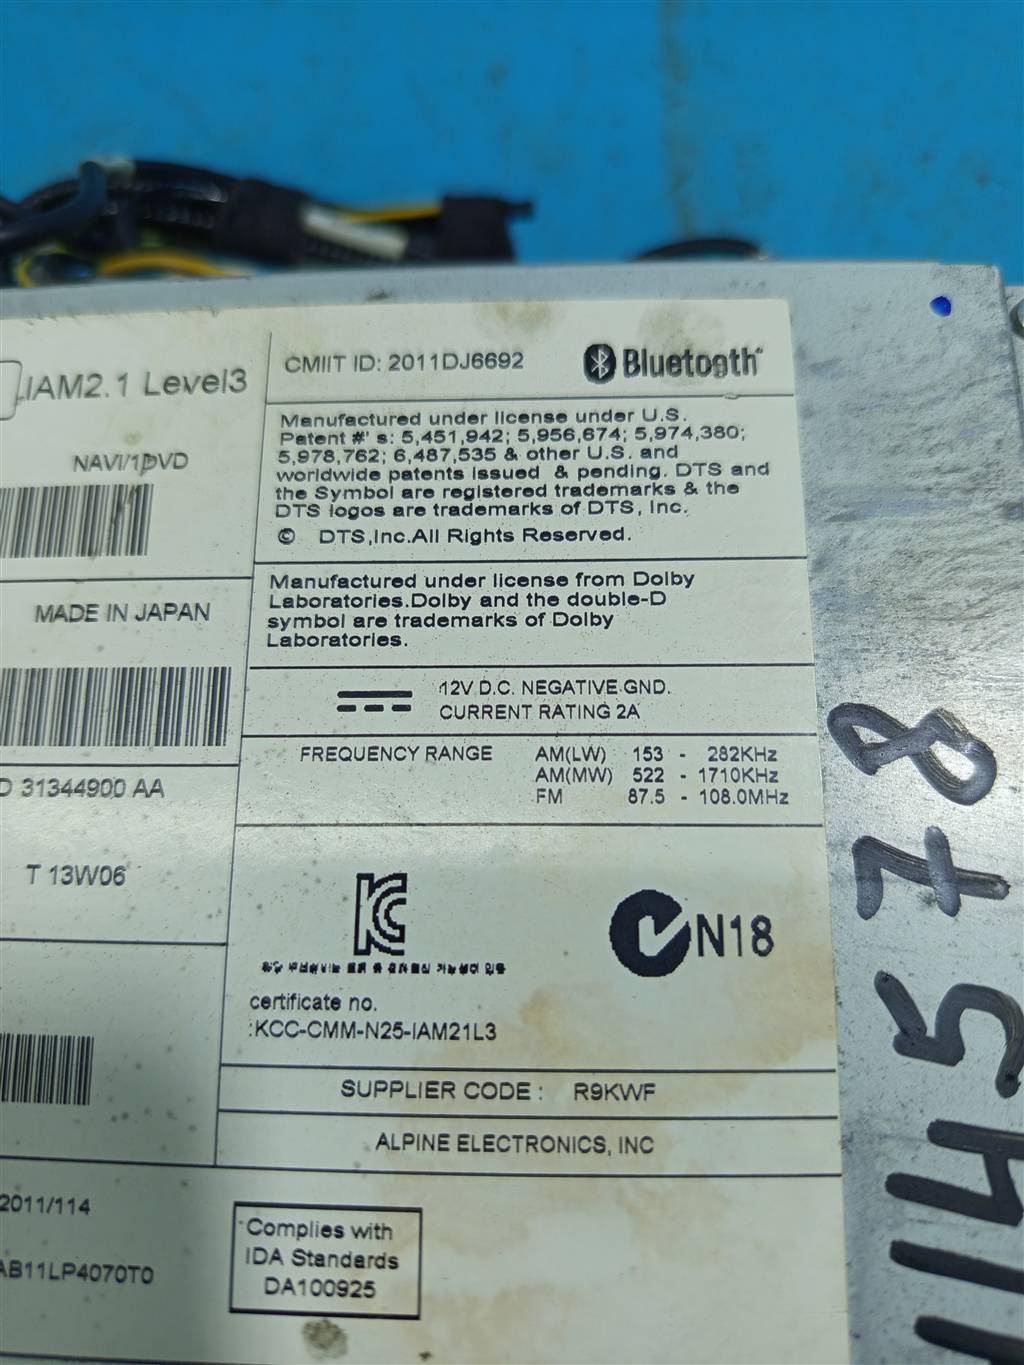 IAM2.1 Level3
NAVI/1DVD
MADE IN JAPAN
31344900 AA
T 13W06
2011/114
AB11LP4070T0
CMIIT ID: 2011DJ6692
Bluetooth
Manufactured under license under U.S.
Patent #' s: 5,451,942; 5,956,674; 5,974,380;
5,978,762; 6,487,535 & other U.S. and
worldwide patents issued & pending. DTS and
the Symbol are registered trademarks & the
DTS logos are trademarks of DTS, Inc.
© DTS,Inc.All Rights Reserved.
Manufactured under license from Dolby
Laboratories.Dolby and the double-D
symbol are trademarks of Dolby
Laboratories.
12V D.C. NEGATIVE GND.
CURRENT RATING 2A
FREQUENCY RANGE AM(LW) 153 - 282KHz
AM(MW) 522 - 1710KHz
FM 87.5 - 108.0MHz
KC
N18
certificate no.
:KCC-CMM-N25-IAM21L3
SUPPLIER CODE : R9KWF
ALPINE ELECTRONICS, INC
Complies with
IDA Standards
DA100925
4578